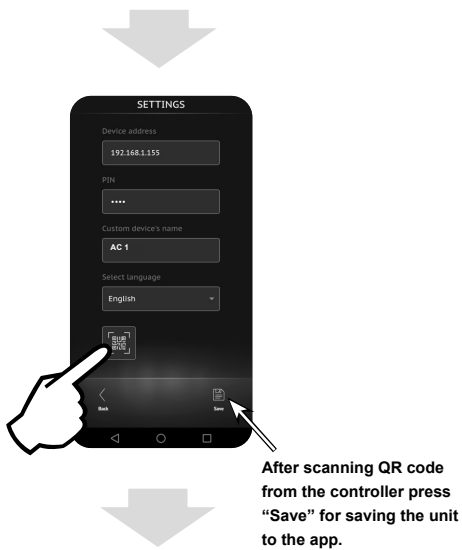 SETTINGS
Device address
192.168.1.155
PIN
••••
Custom device's name
AC 1
Select language
English
Back
Save
After scanning QR code
from the controller press
“Save” for saving the unit
to the app.